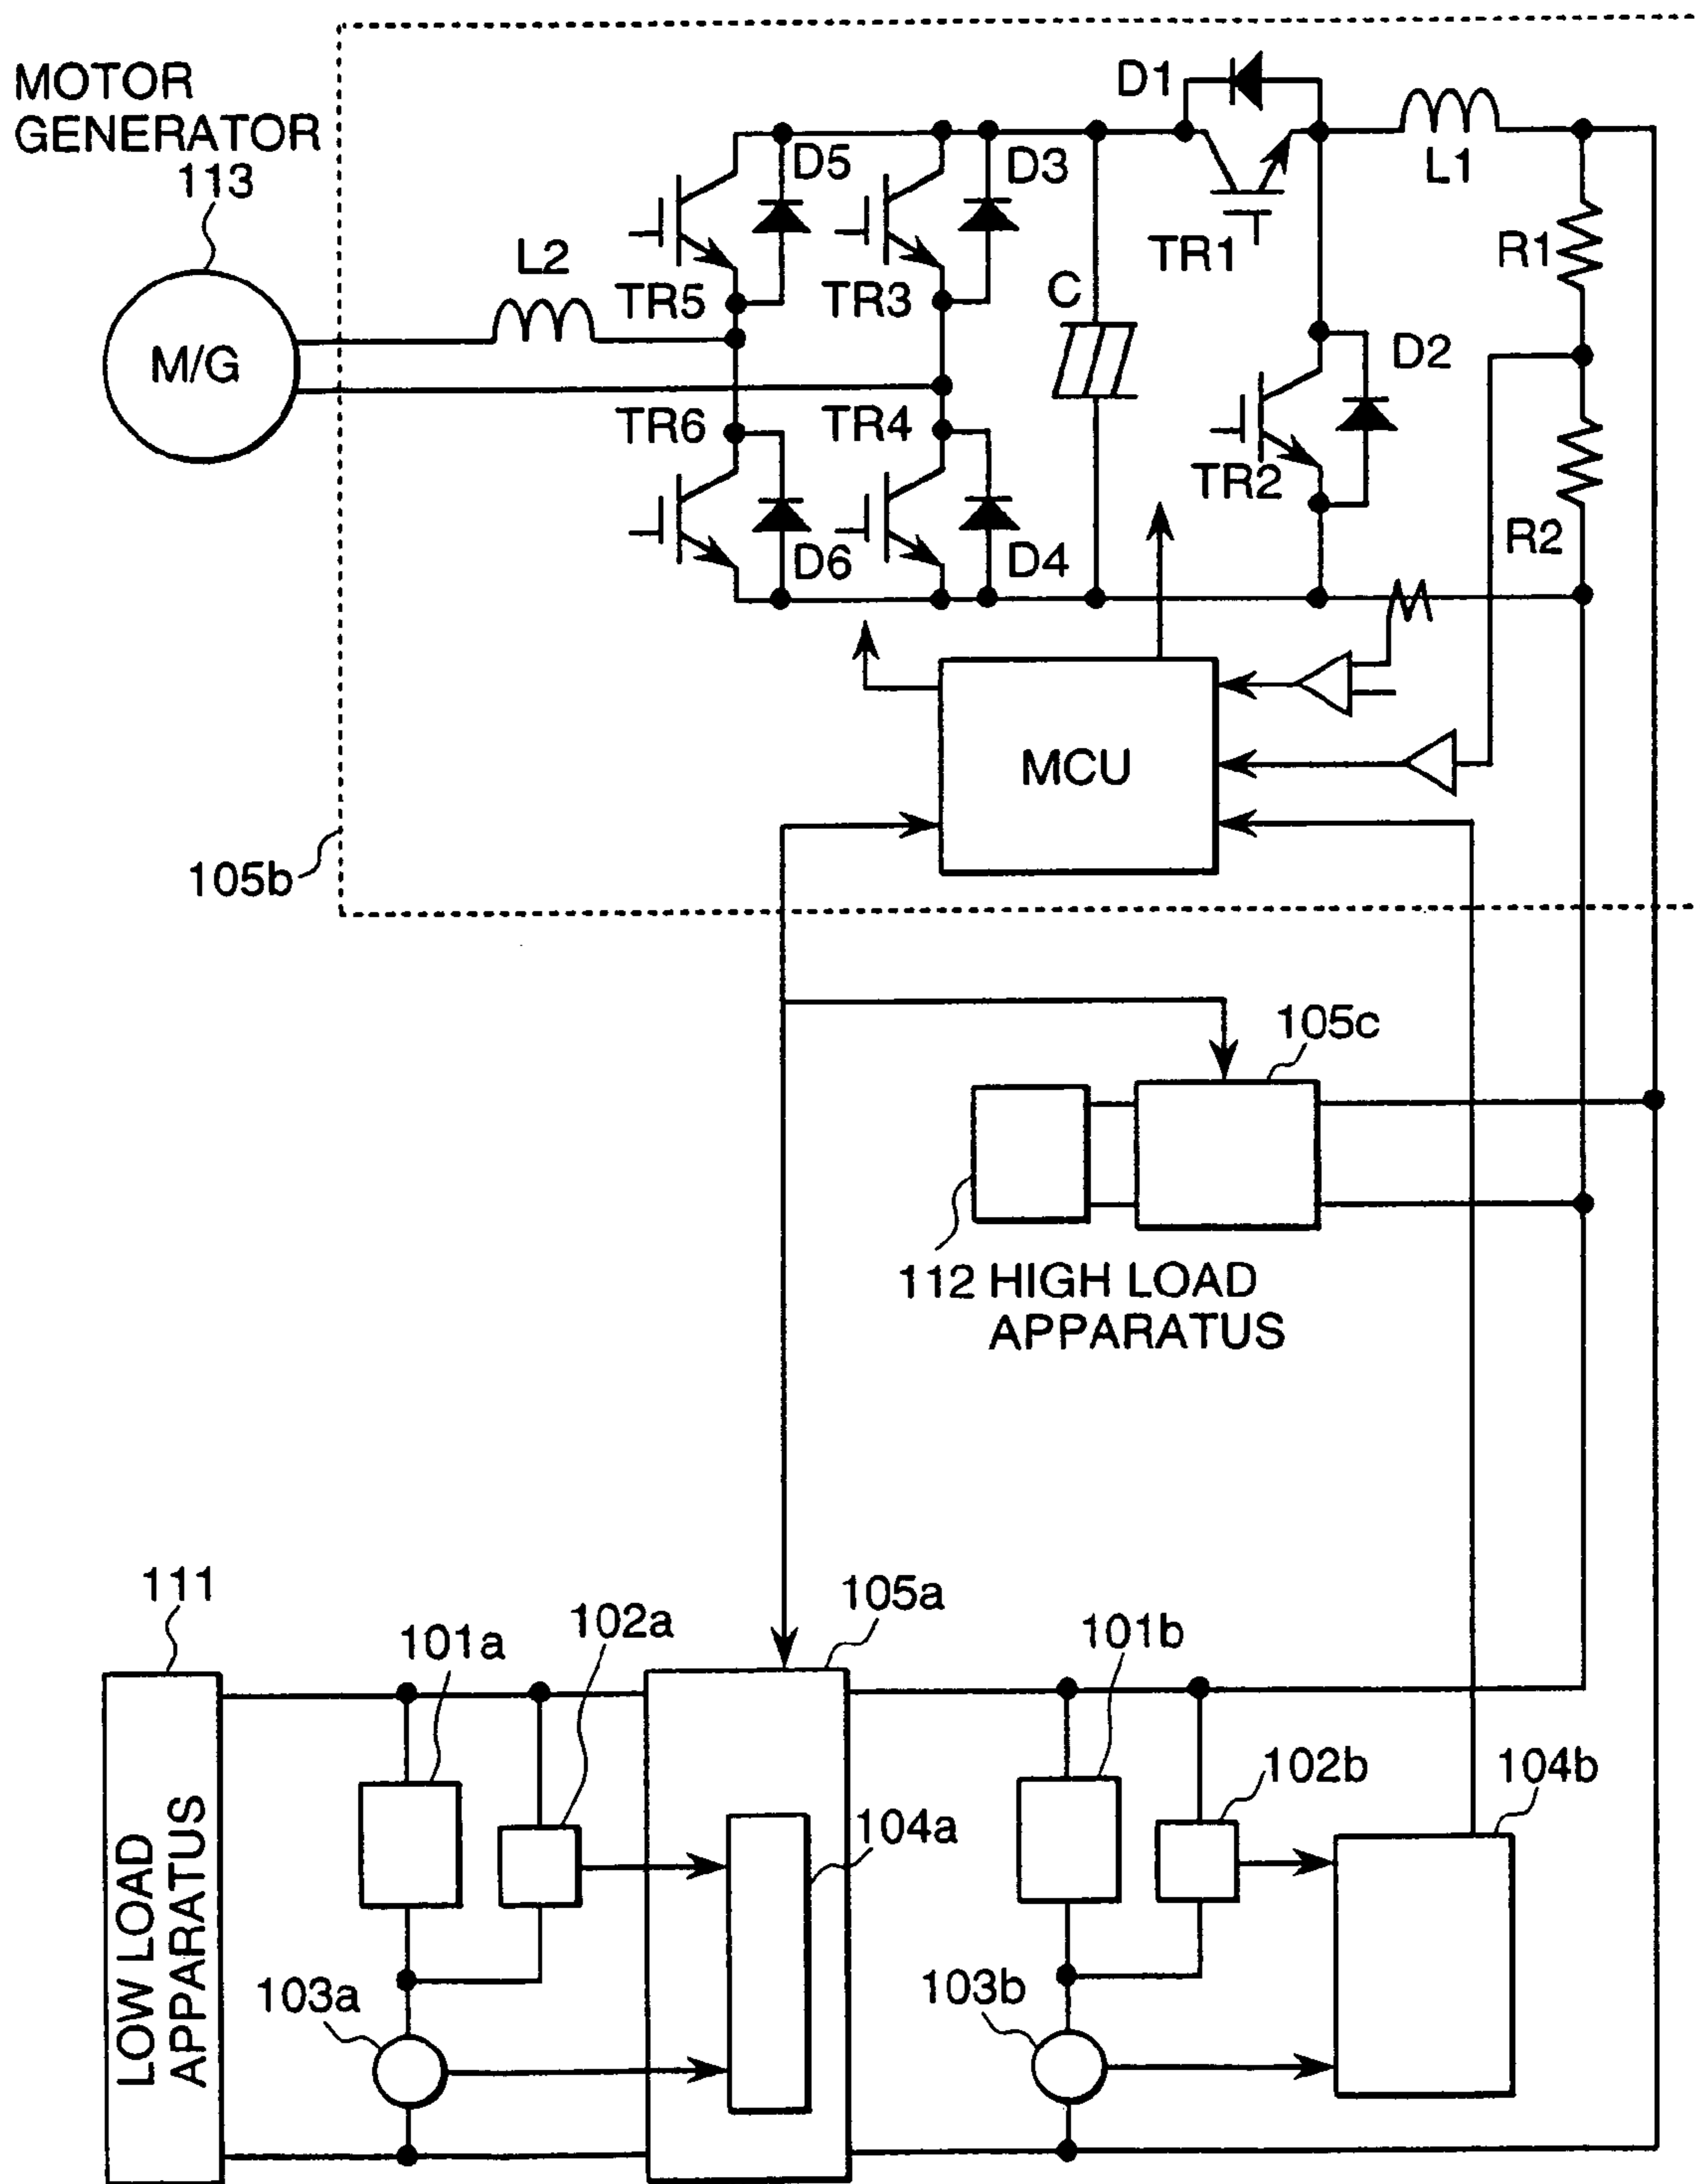 MOTOR
GENERATOR
113
M/G
L2
TR5
D5
TR3
D3
C
D1
TR1
L1
R1
TR6
D6
TR4
D4
TR2
D2
R2
MCU
105b
105c
112 HIGH LOAD
APPARATUS
111
LOW LOAD
APPARATUS
101a
102a
105a
104a
103a
101b
102b
104b
103b